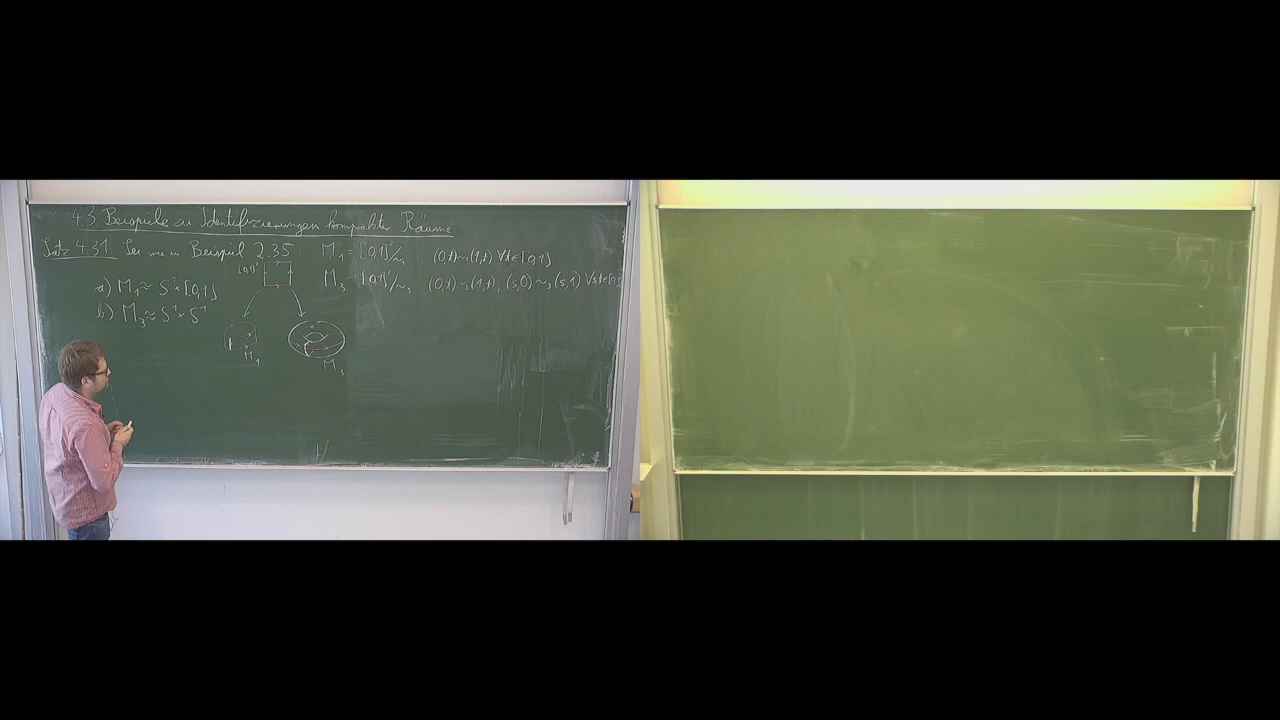 4.3. Beispiele zu Identifizierungen kompakter Räume
Satz 4.31 Sei wie in Beispiel 2.35: M₁ = [0,1]²/~₁ (0,t) ~₁ (1,t) ∀t∈[0,1]
M₃ = [0,1]²/~₃ (0,t) ~₃ (1,t), (s,0) ~₃ (s,1) ∀s,t∈[0,1]
[0,1]²
a) M₁ ≈ S¹×[0,1]
b) M₃ ≈ S¹×S¹
M₁
M₃